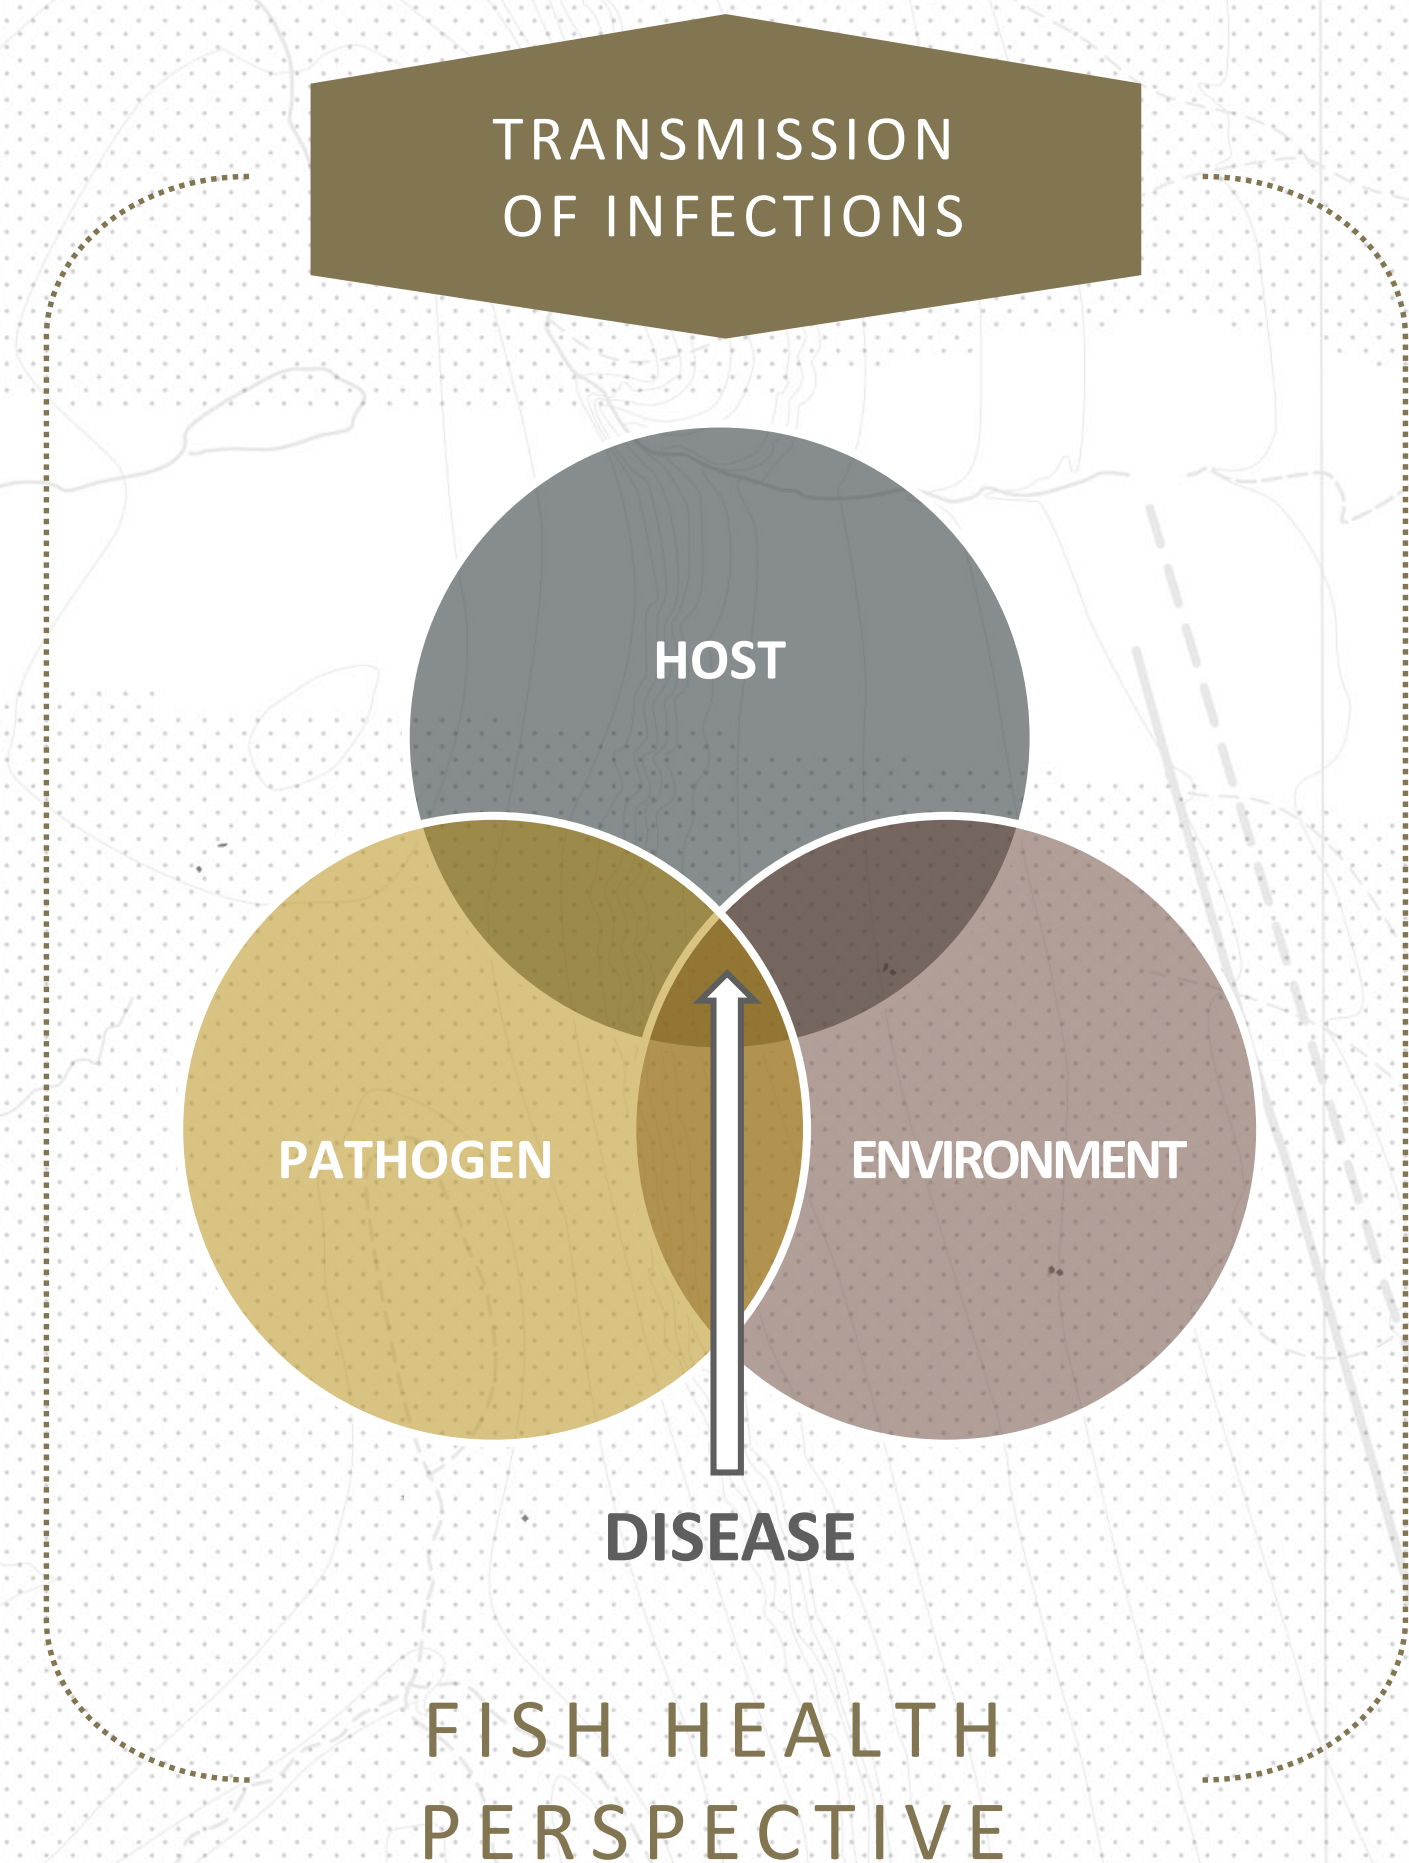 TRANSMISSION
OF INFECTIONS
HOST
PATHOGEN
ENVIRONMENT
DISEASE
FISH HEALTH
PERSPECTIVE